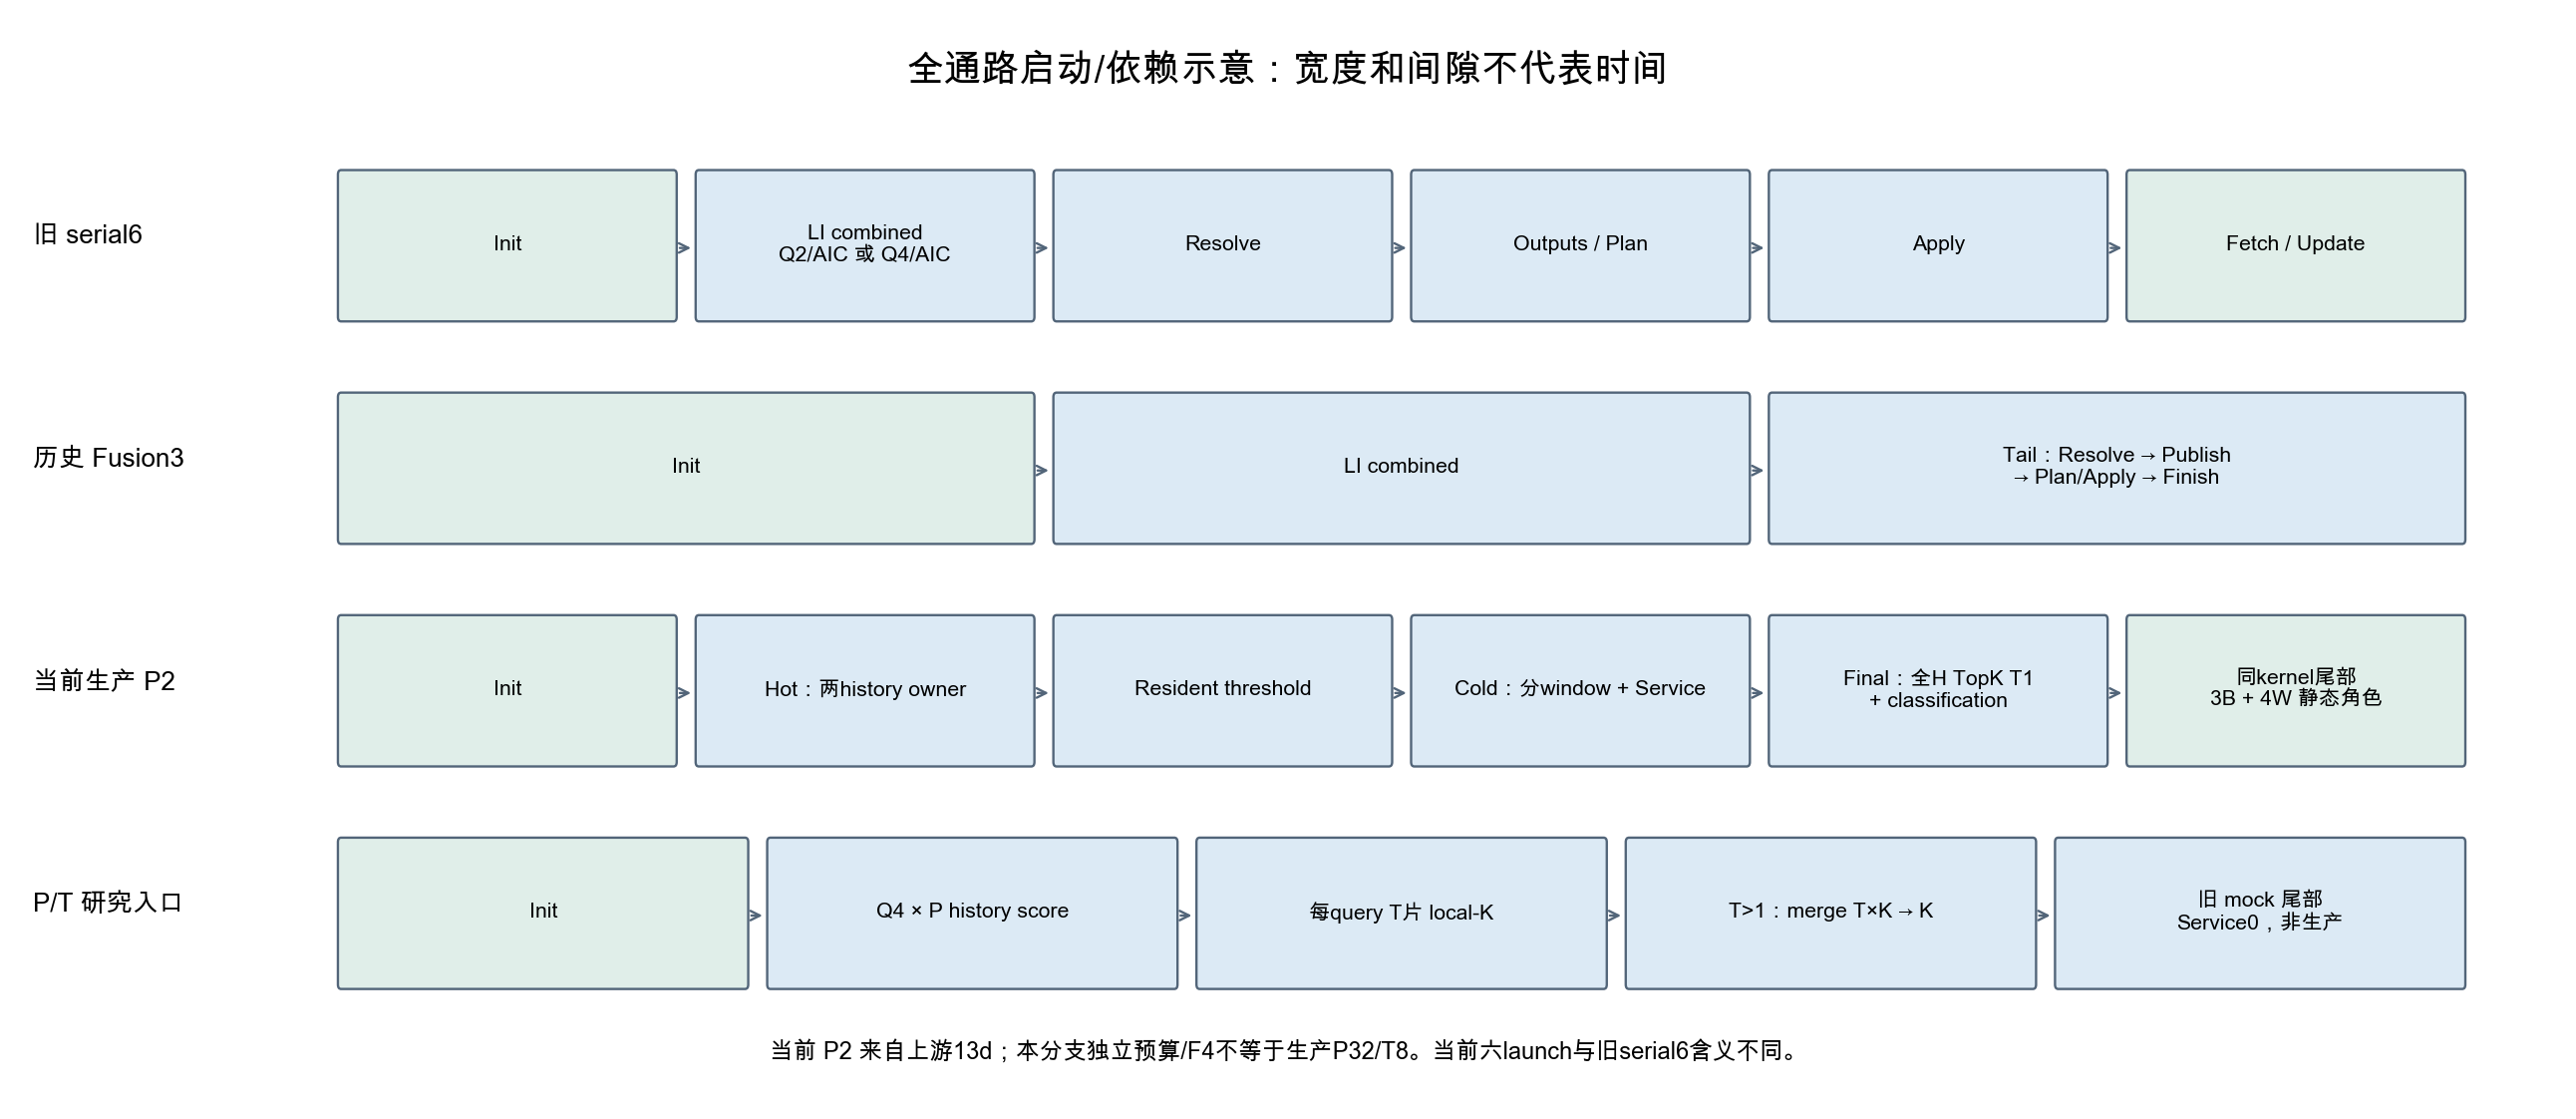 全通路启动/依赖示意：宽度和间隙不代表时间
旧 serial6
Init
LI combined
Q2/AIC 或 Q4/AIC
Resolve
Outputs / Plan
Apply
Fetch / Update
历史 Fusion3
Init
LI combined
Tail：Resolve → Publish
→ Plan/Apply → Finish
当前生产 P2
Init
Hot：两history owner
Resident threshold
Cold：分window + Service
Final：全H TopK T1
+ classification
同kernel尾部
3B + 4W 静态角色
P/T 研究入口
Init
Q4 × P history score
每query T片 local-K
T>1：merge T×K → K
旧 mock 尾部
Service0，非生产
当前 P2 来自上游13d；本分支独立预算/F4不等于生产P32/T8。当前六launch与旧serial6含义不同。